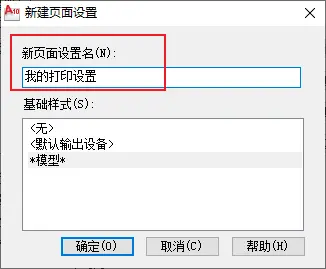 新建页面设置
新页面设置名(N):
我的打印设置
基础样式(S):
<无>
<默认输出设备>
*模型*
确定(O)
取消(C)
帮助(H)